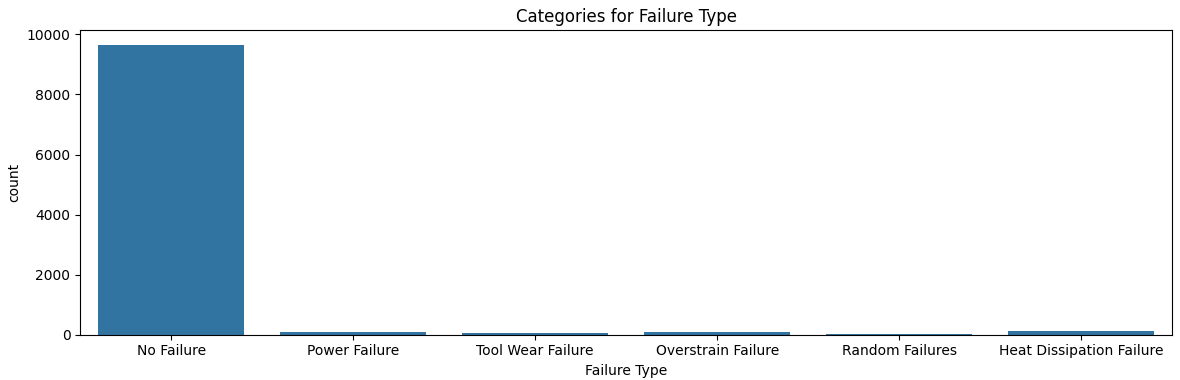 Categories for Failure Type
10000
8000
6000
4000
2000
0
count
No Failure
Power Failure
Tool Wear Failure
Overstrain Failure
Random Failures
Heat Dissipation Failure
Failure Type